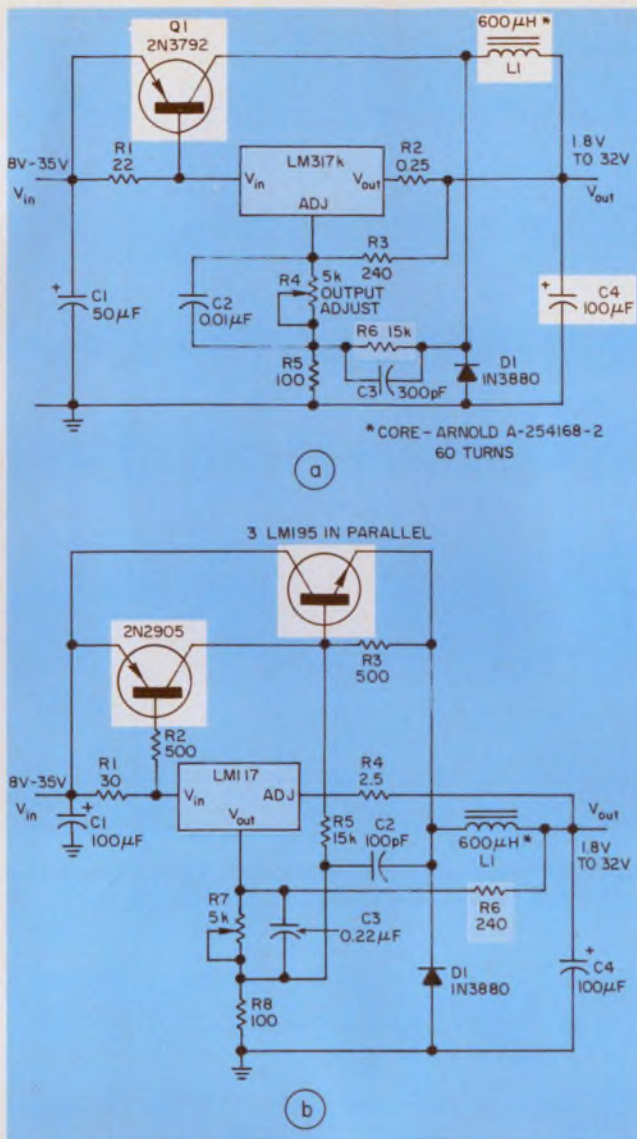 Q1
2N3792
600μH *
L1
8V-35V
Vin
R1
22
LM317k
Vin
Vout
ADJ
R2
0.25
1.8V
TO 32V
Vout
C1
50μF
+
C2
0.01μF
R3
240
R4
5k
OUTPUT
ADJUST
R5
100
R6 15k
C3
300pF
D1
1N3880
C4
100μF
+
* CORE – ARNOLD A-254168-2
60 TURNS
a
3 LM195 IN PARALLEL
2N2905
R3
500
R2
500
8V-35V
Vin
R1
30
C1
100μF
+
LM117
Vin
ADJ
Vout
R4
2.5
R5
15k
C2
100pF
600μH*
L1
Vout
1.8V
TO 32V
R7
5k
C3
0.22μF
R6
240
R8
100
D1
1N3880
C4
100μF
+
b